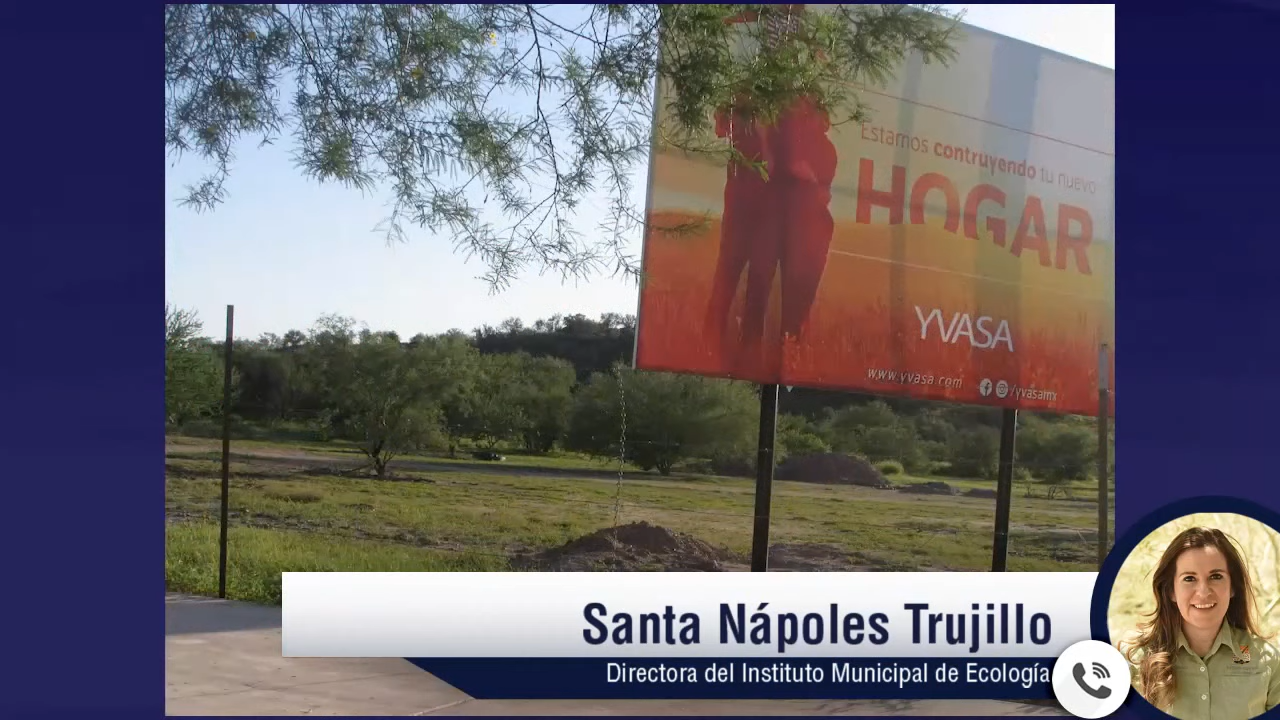 Estamos contruyendo tu nuevo
HOGAR
YVASA
www.yvasa.com
/yvasamx
Santa Nápoles Trujillo
Directora del Instituto Municipal de Ecología